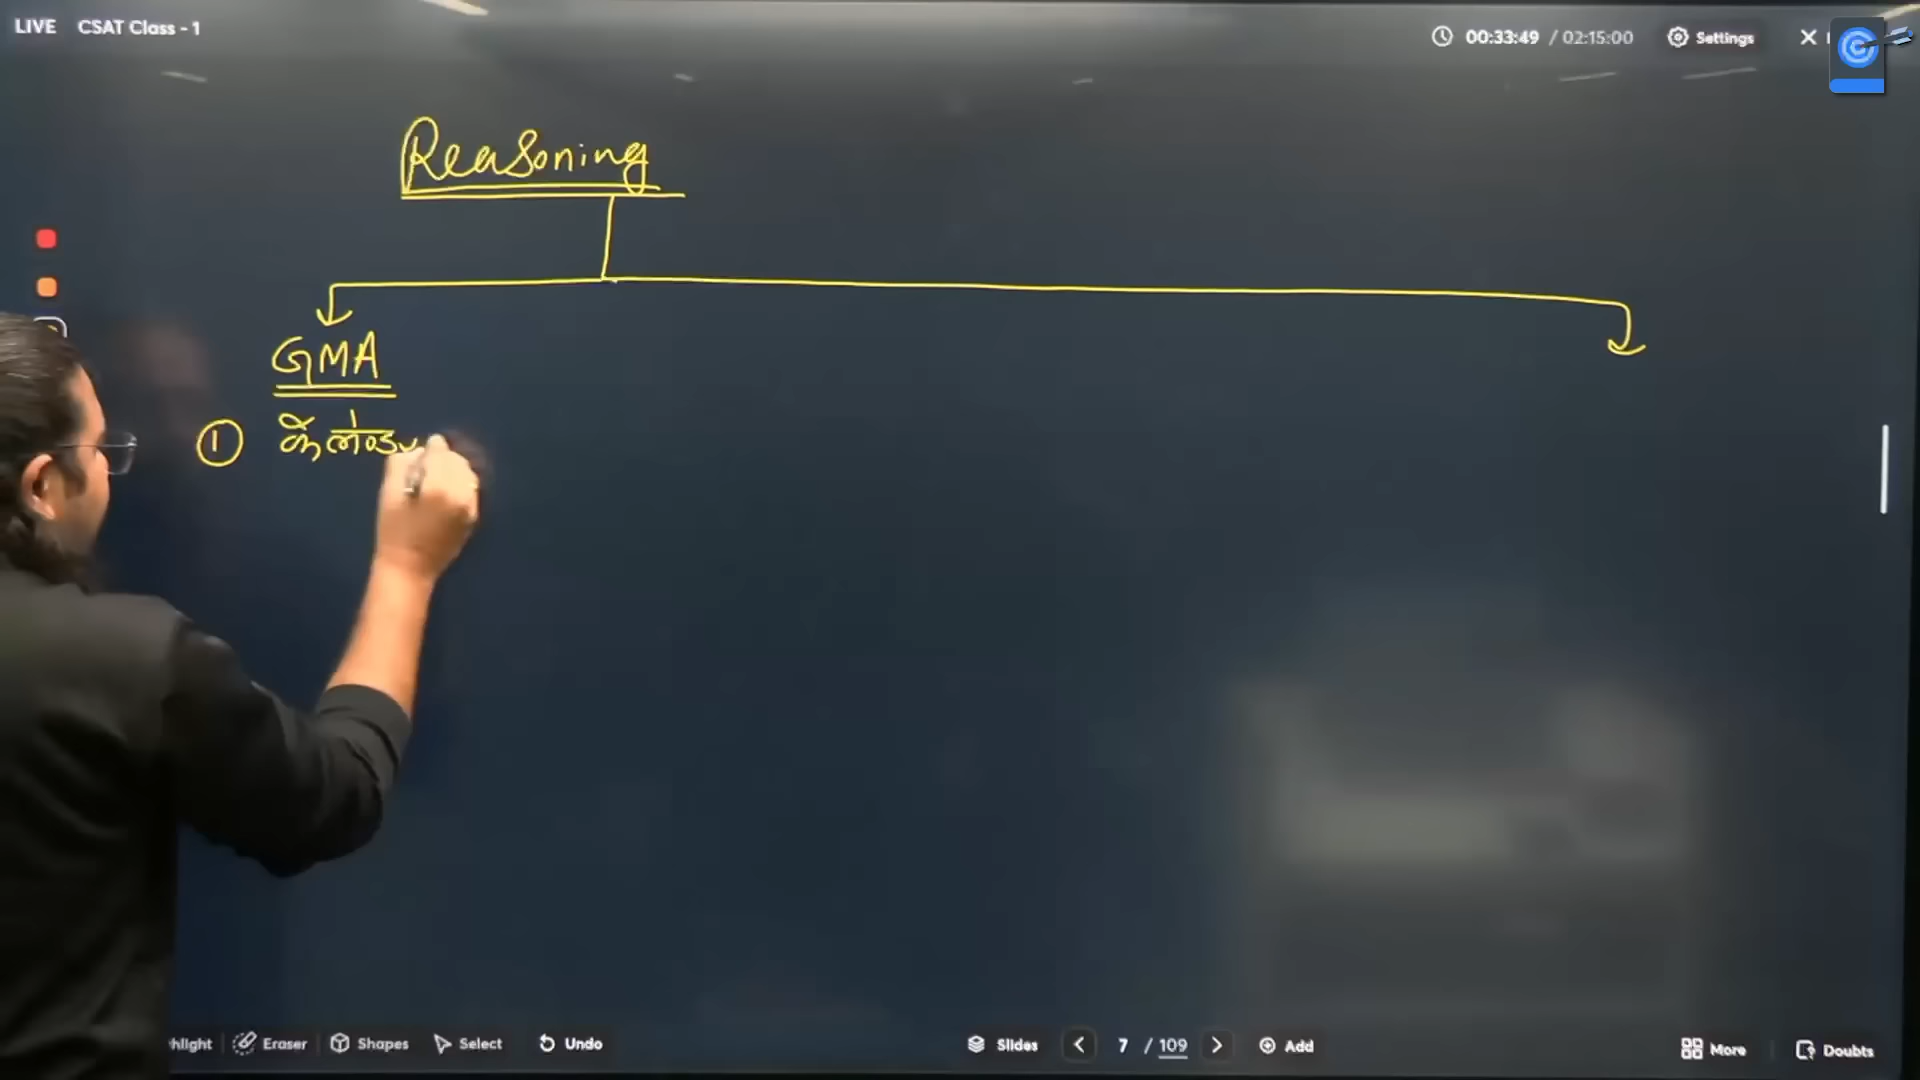 LIVE CSAT Class - 1
00:33:49 / 02:15:00 Settings
Reasoning
GMA
①
Eraser Shapes Select Undo Slides 7 / 109 Add More Doubts